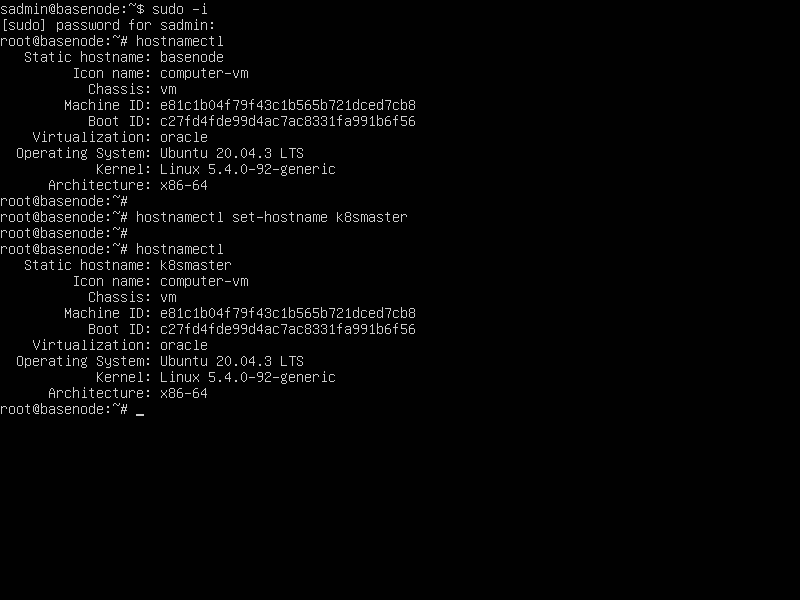 sadmin@basenode:~$ sudo -i
[sudo] password for sadmin:
root@basenode:~# hostnamectl
   Static hostname: basenode
         Icon name: computer-vm
           Chassis: vm
        Machine ID: e81c1b04f79f43c1b565b721dced7cb8
           Boot ID: c27fd4fde99d4ac7ac8331fa991b6f56
    Virtualization: oracle
  Operating System: Ubuntu 20.04.3 LTS
            Kernel: Linux 5.4.0-92-generic
      Architecture: x86-64
root@basenode:~#
root@basenode:~# hostnamectl set-hostname k8smaster
root@basenode:~#
root@basenode:~# hostnamectl
   Static hostname: k8smaster
         Icon name: computer-vm
           Chassis: vm
        Machine ID: e81c1b04f79f43c1b565b721dced7cb8
           Boot ID: c27fd4fde99d4ac7ac8331fa991b6f56
    Virtualization: oracle
  Operating System: Ubuntu 20.04.3 LTS
            Kernel: Linux 5.4.0-92-generic
      Architecture: x86-64
root@basenode:~# _